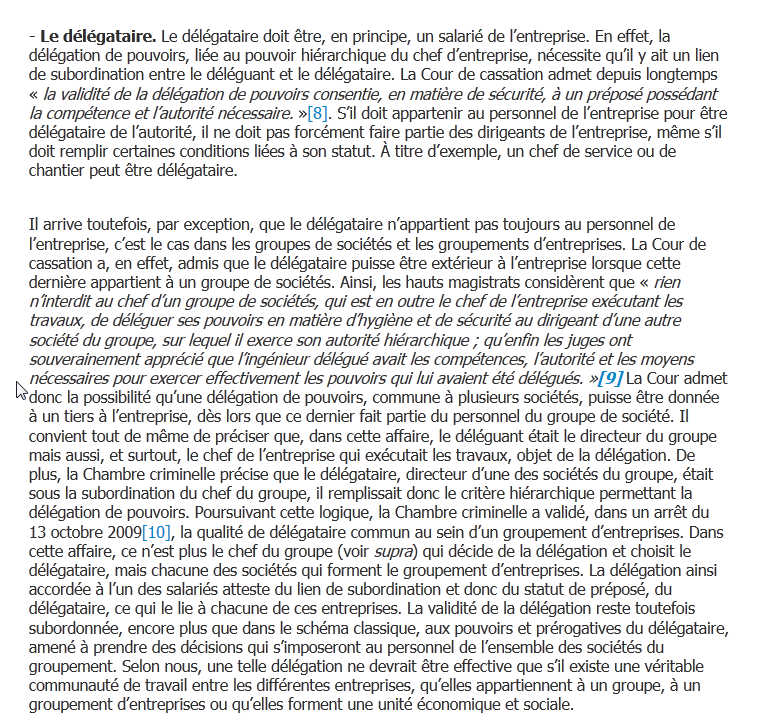 - Le délégataire. Le délégataire doit être, en principe, un salarié de l’entreprise. En effet, la
délégation de pouvoirs, liée au pouvoir hiérarchique du chef d’entreprise, nécessite qu’il y ait un lien
de subordination entre le déléguant et le délégataire. La Cour de cassation admet depuis longtemps
« la validité de la délégation de pouvoirs consentie, en matière de sécurité, à un préposé possédant
la compétence et l’autorité nécessaire. »[8]. S’il doit appartenir au personnel de l’entreprise pour être
délégataire de l’autorité, il ne doit pas forcément faire partie des dirigeants de l’entreprise, même s’il
doit remplir certaines conditions liées à son statut. À titre d’exemple, un chef de service ou de
chantier peut être délégataire.
Il arrive toutefois, par exception, que le délégataire n’appartient pas toujours au personnel de
l’entreprise, c’est le cas dans les groupes de sociétés et les groupements d’entreprises. La Cour de
cassation a, en effet, admis que le délégataire puisse être extérieur à l’entreprise lorsque cette
dernière appartient à un groupe de sociétés. Ainsi, les hauts magistrats considèrent que « rien
n’interdit au chef d’un groupe de sociétés, qui est en outre le chef de l’entreprise exécutant les
travaux, de déléguer ses pouvoirs en matière d’hygiène et de sécurité au dirigeant d’une autre
société du groupe, sur lequel il exerce son autorité hiérarchique ; qu’enfin les juges ont
souverainement apprécié que l’ingénieur délégué avait les compétences, l’autorité et les moyens
nécessaires pour exercer effectivement les pouvoirs qui lui avaient été délégués. »[9] La Cour admet
donc la possibilité qu’une délégation de pouvoirs, commune à plusieurs sociétés, puisse être donnée
à un tiers à l’entreprise, dès lors que ce dernier fait partie du personnel du groupe de société. Il
convient tout de même de préciser que, dans cette affaire, le déléguant était le directeur du groupe
mais aussi, et surtout, le chef de l’entreprise qui exécutait les travaux, objet de la délégation. De
plus, la Chambre criminelle précise que le délégataire, directeur d’une des sociétés du groupe, était
sous la subordination du chef du groupe, il remplissait donc le critère hiérarchique permettant la
délégation de pouvoirs. Poursuivant cette logique, la Chambre criminelle a validé, dans un arrêt du
13 octobre 2009[10], la qualité de délégataire commun au sein d’un groupement d’entreprises. Dans
cette affaire, ce n’est plus le chef du groupe (voir supra) qui décide de la délégation et choisit le
délégataire, mais chacune des sociétés qui forment le groupement d’entreprises. La délégation ainsi
accordée à l’un des salariés atteste du lien de subordination et donc du statut de préposé, du
délégataire, ce qui le lie à chacune de ces entreprises. La validité de la délégation reste toutefois
subordonnée, encore plus que dans le schéma classique, aux pouvoirs et prérogatives du délégataire,
amené à prendre des décisions qui s’imposeront au personnel de l’ensemble des sociétés du
groupement. Selon nous, une telle délégation ne devrait être effective que s’il existe une véritable
communauté de travail entre les différentes entreprises, qu’elles appartiennent à un groupe, à un
groupement d’entreprises ou qu’elles forment une unité économique et sociale.